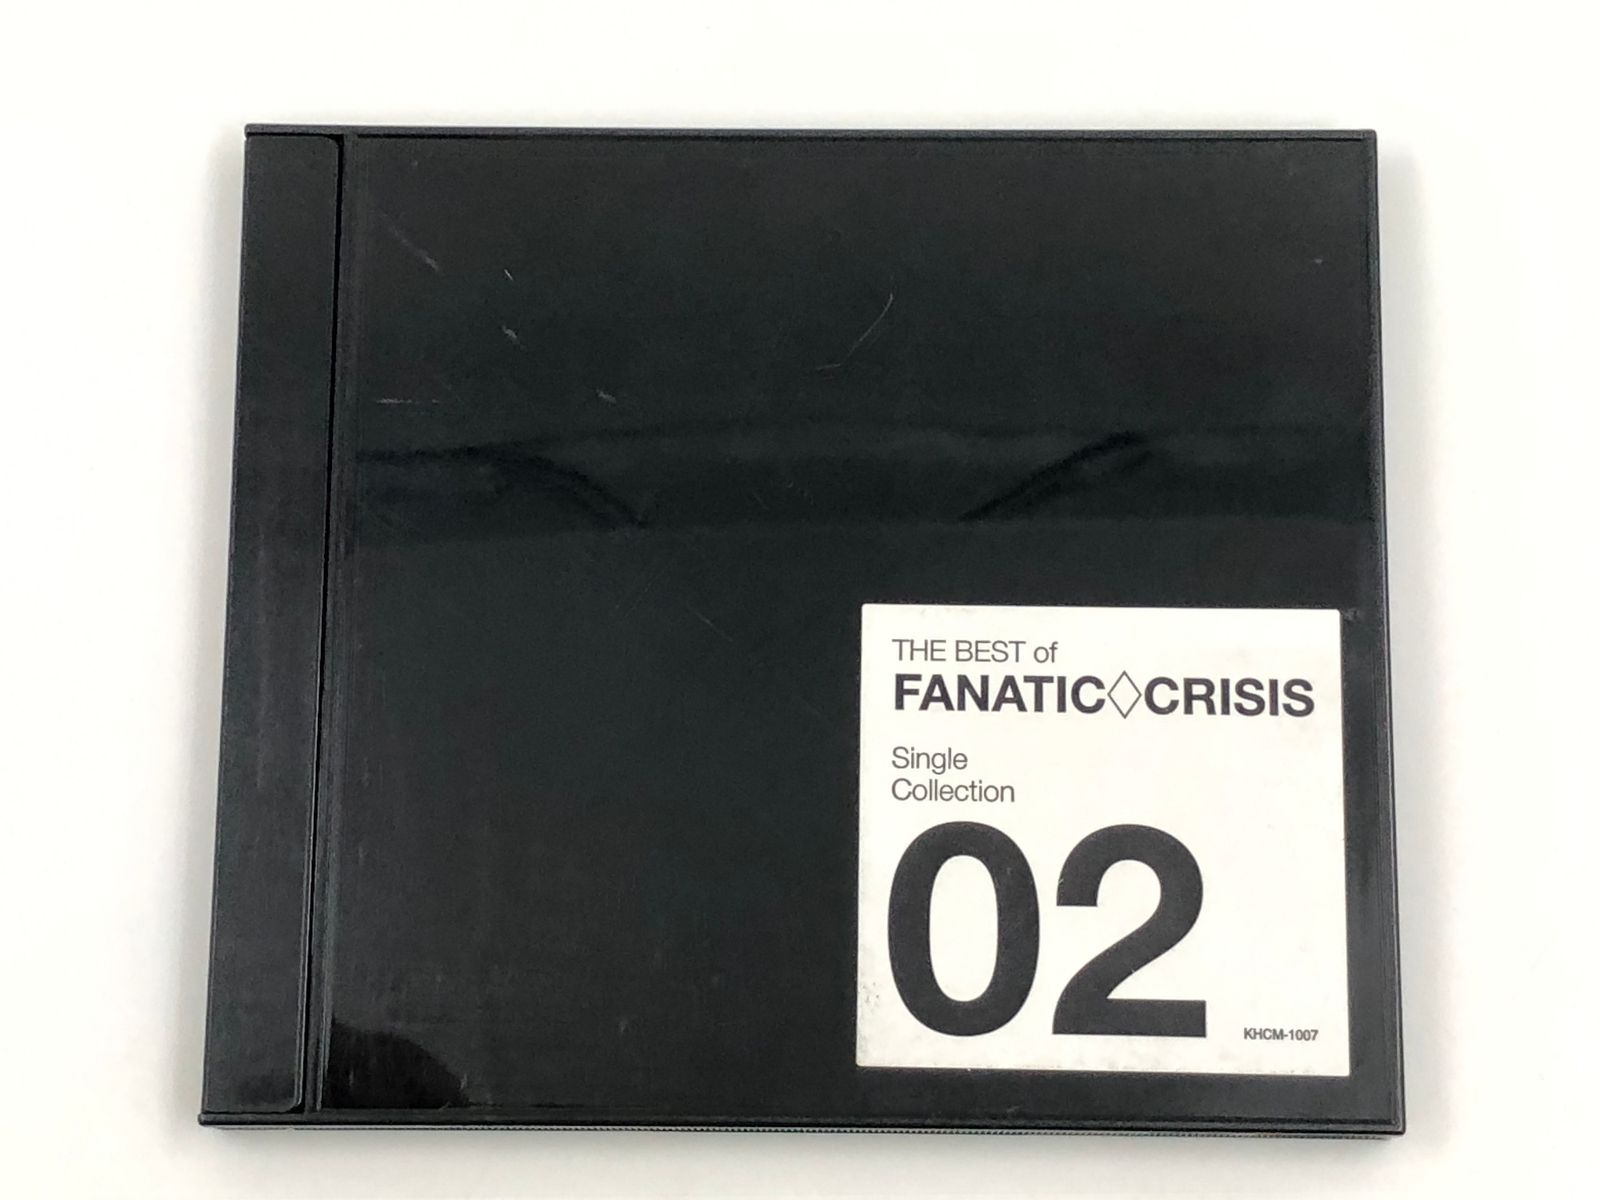 THE BEST of
FANATIC◇CRISIS
Single
Collection
02
KHCM-1007